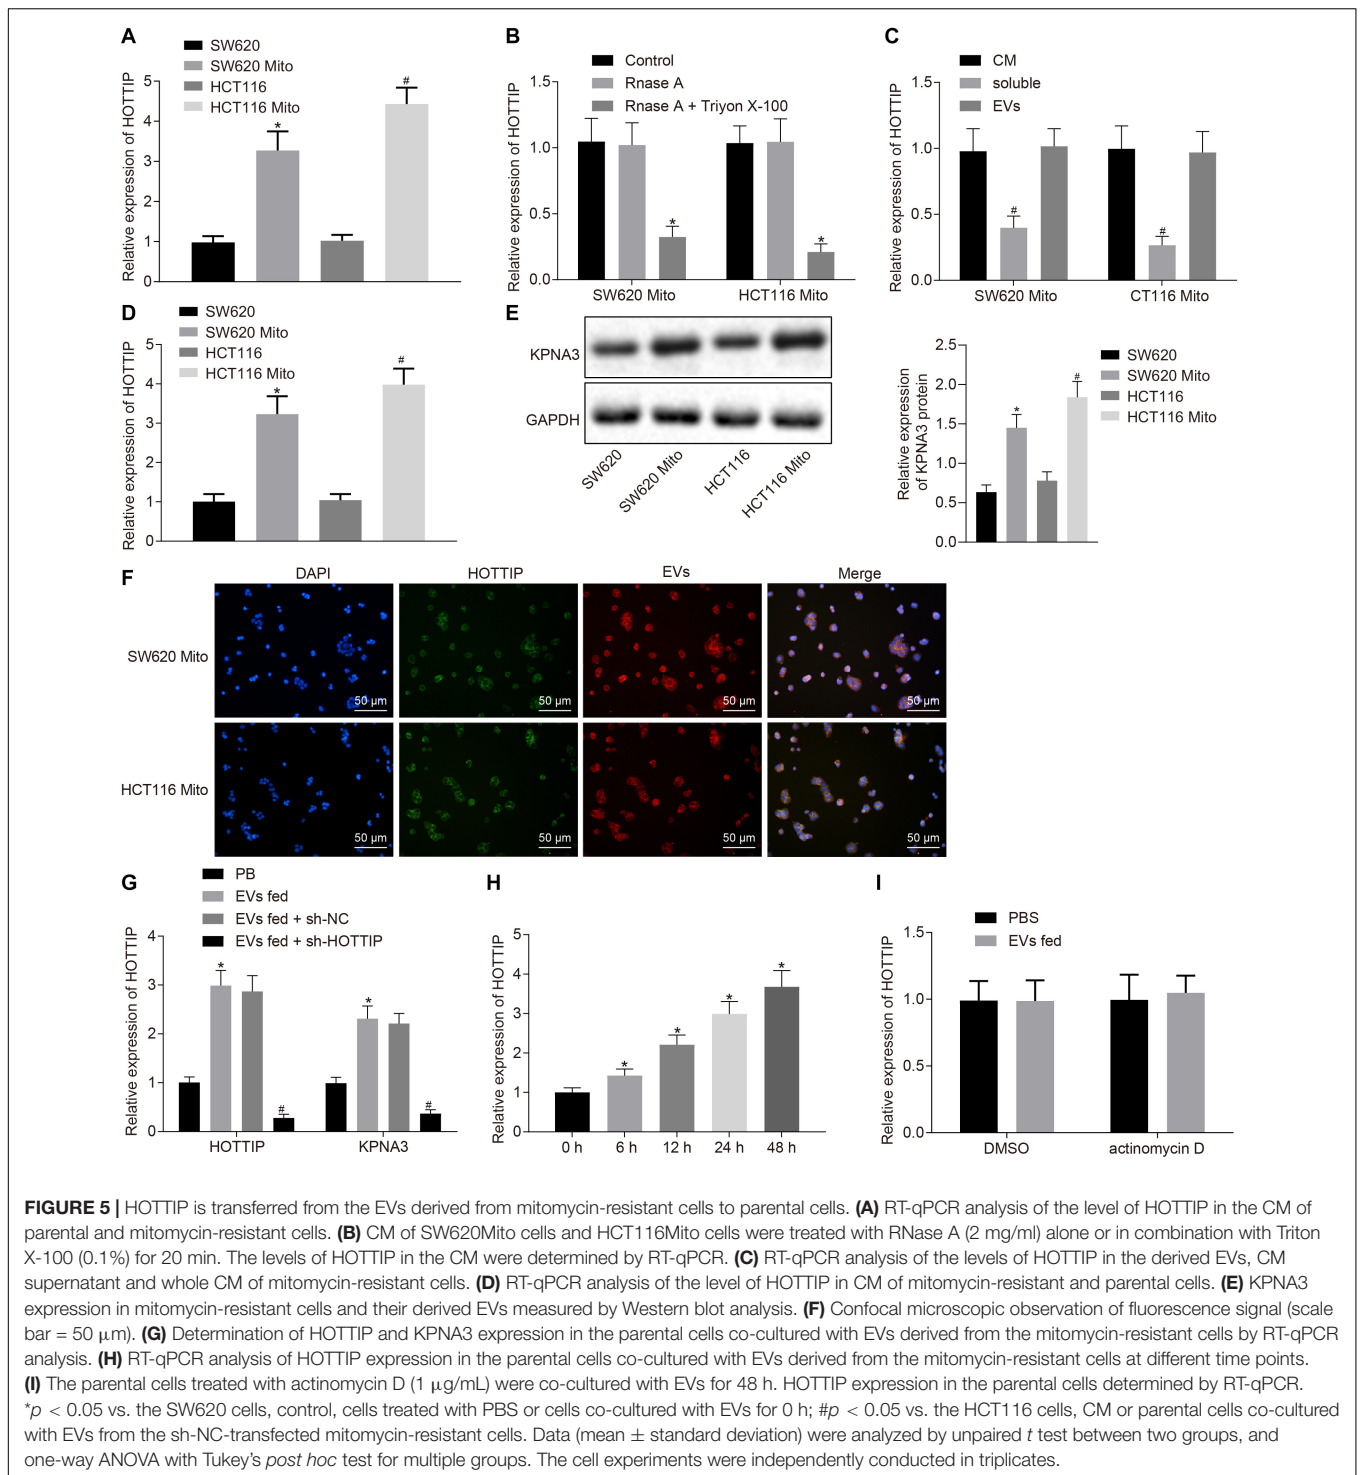 A
SW620
SW620 Mito
HCT116
HCT116 Mito
Relative expression of HOTTIP
5
4
3
2
1
0
*
#
B
Control
Rnase A
Rnase A + Triyon X-100
Relative expression of HOTTIP
1.5
1.0
0.5
0.0
*
*
SW620 Mito
HCT116 Mito
C
CM
soluble
EVs
Relative expression of HOTTIP
1.5
1.0
0.5
0.0
#
#
SW620 Mito
CT116 Mito
D
SW620
SW620 Mito
HCT116
HCT116 Mito
Relative expression of HOTTIP
5
4
3
2
1
0
*
#
E
KPNA3
GAPDH
SW620
SW620 Mito
HCT116
HCT116 Mito
Relative expression
of KPNA3 protein
2.5
2.0
1.5
1.0
0.5
0.0
*
#
SW620
SW620 Mito
HCT116
HCT116 Mito
F
DAPI
HOTTIP
EVs
Merge
SW620 Mito
50 μm
50 μm
50 μm
50 μm
HCT116 Mito
50 μm
50 μm
50 μm
50 μm
G
PB
EVs fed
EVs fed + sh-NC
EVs fed + sh-HOTTIP
Relative expression of HOTTIP
4
3
2
1
0
*
#
*
#
HOTTIP
KPNA3
H
Relative expression of HOTTIP
5
4
3
2
1
0
*
*
*
*
0 h
6 h
12 h
24 h
48 h
I
PBS
EVs fed
Relative expression of HOTTIP
1.5
1.0
0.5
0.0
DMSO
actinomycin D
FIGURE 5 | HOTTIP is transferred from the EVs derived from mitomycin-resistant cells to parental cells. (A) RT-qPCR analysis of the level of HOTTIP in the CM of
parental and mitomycin-resistant cells. (B) CM of SW620Mito cells and HCT116Mito cells were treated with RNase A (2 mg/ml) alone or in combination with Triton
X-100 (0.1%) for 20 min. The levels of HOTTIP in the CM were determined by RT-qPCR. (C) RT-qPCR analysis of the levels of HOTTIP in the derived EVs, CM
supernatant and whole CM of mitomycin-resistant cells. (D) RT-qPCR analysis of the level of HOTTIP in CM of mitomycin-resistant and parental cells. (E) KPNA3
expression in mitomycin-resistant cells and their derived EVs measured by Western blot analysis. (F) Confocal microscopic observation of fluorescence signal (scale
bar = 50 μm). (G) Determination of HOTTIP and KPNA3 expression in the parental cells co-cultured with EVs derived from the mitomycin-resistant cells by RT-qPCR
analysis. (H) RT-qPCR analysis of HOTTIP expression in the parental cells co-cultured with EVs derived from the mitomycin-resistant cells at different time points.
(I) The parental cells treated with actinomycin D (1 μg/mL) were co-cultured with EVs for 48 h. HOTTIP expression in the parental cells determined by RT-qPCR.
*p < 0.05 vs. the SW620 cells, control, cells treated with PBS or cells co-cultured with EVs for 0 h; #p < 0.05 vs. the HCT116 cells, CM or parental cells co-cultured
with EVs from the sh-NC-transfected mitomycin-resistant cells. Data (mean ± standard deviation) were analyzed by unpaired t test between two groups, and
one-way ANOVA with Tukey's post hoc test for multiple groups. The cell experiments were independently conducted in triplicates.